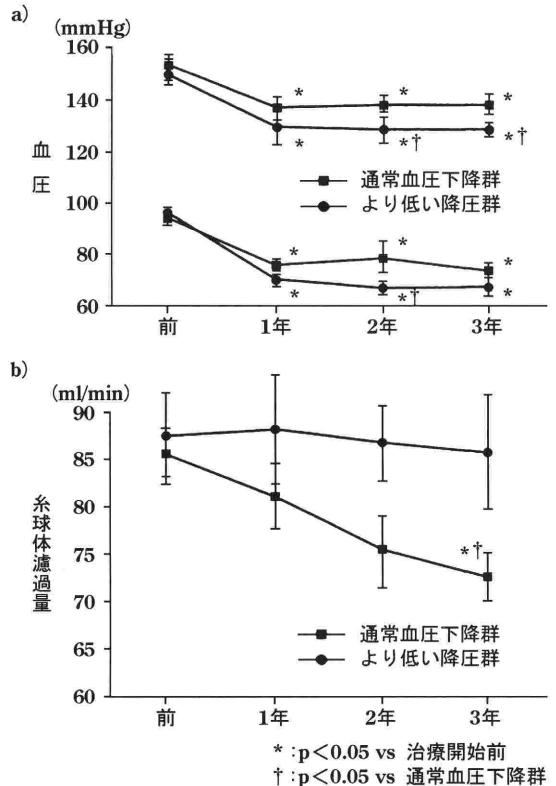 a)
(mmHg)
160
140
120
100
80
60
血圧
* * *
* *† *†
通常血圧下降群
より低い降圧群
* * *
* *† *
前 1年 2年 3年
b)
(ml/min)
90
85
80
75
70
65
60
糸球体濾過量
*†
通常血圧下降群
より低い降圧群
前 1年 2年 3年
* :p<0.05 vs 治療開始前
† :p<0.05 vs 通常血圧下降群